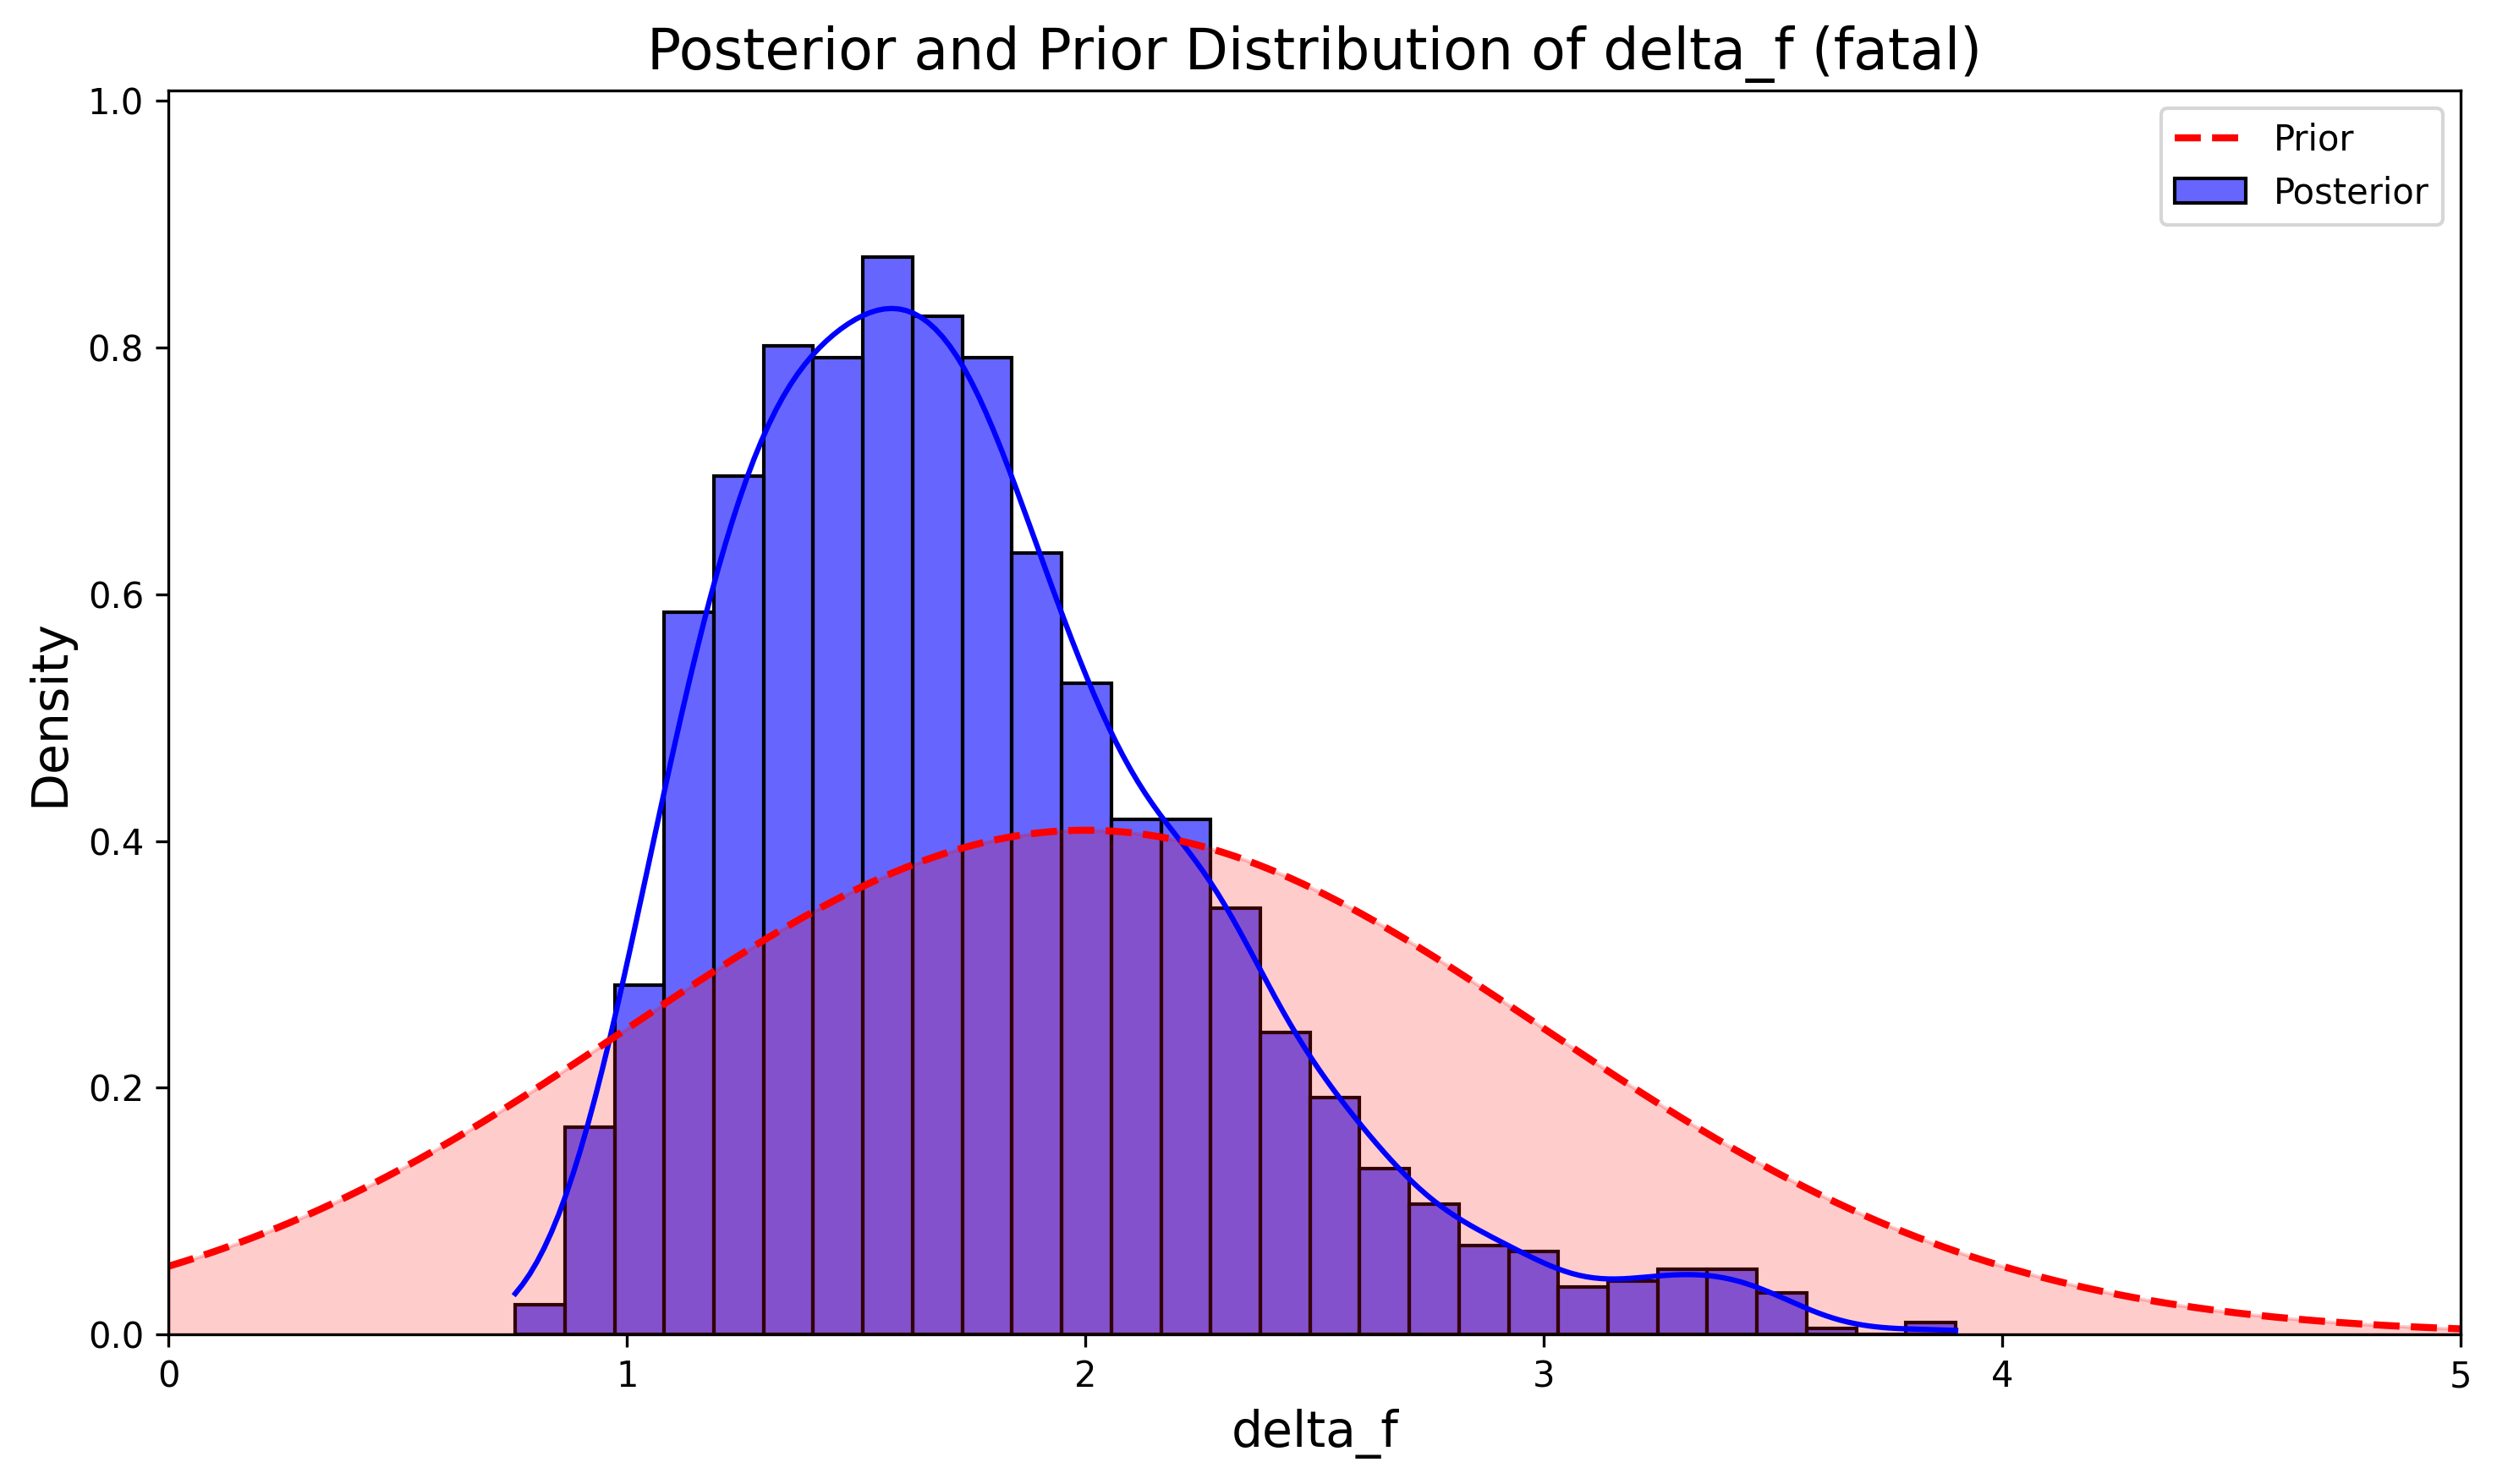 Posterior and Prior Distribution of delta_f (fatal)
1.0
0.8
0.6
0.4
0.2
0.0
Density
Prior
Posterior
0 1 2 3 4 5
delta_f